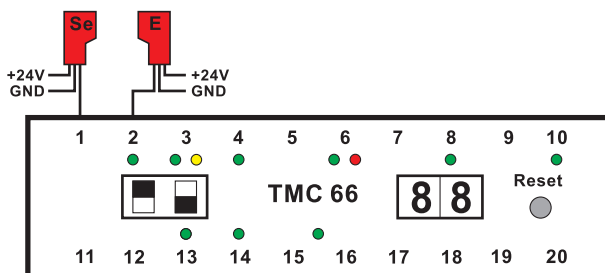 Se E
+24V +24V
GND GND
1 2 3 4 5 6 7 8 9 10
TMC 66 88 Reset
11 12 13 14 15 16 17 18 19 20